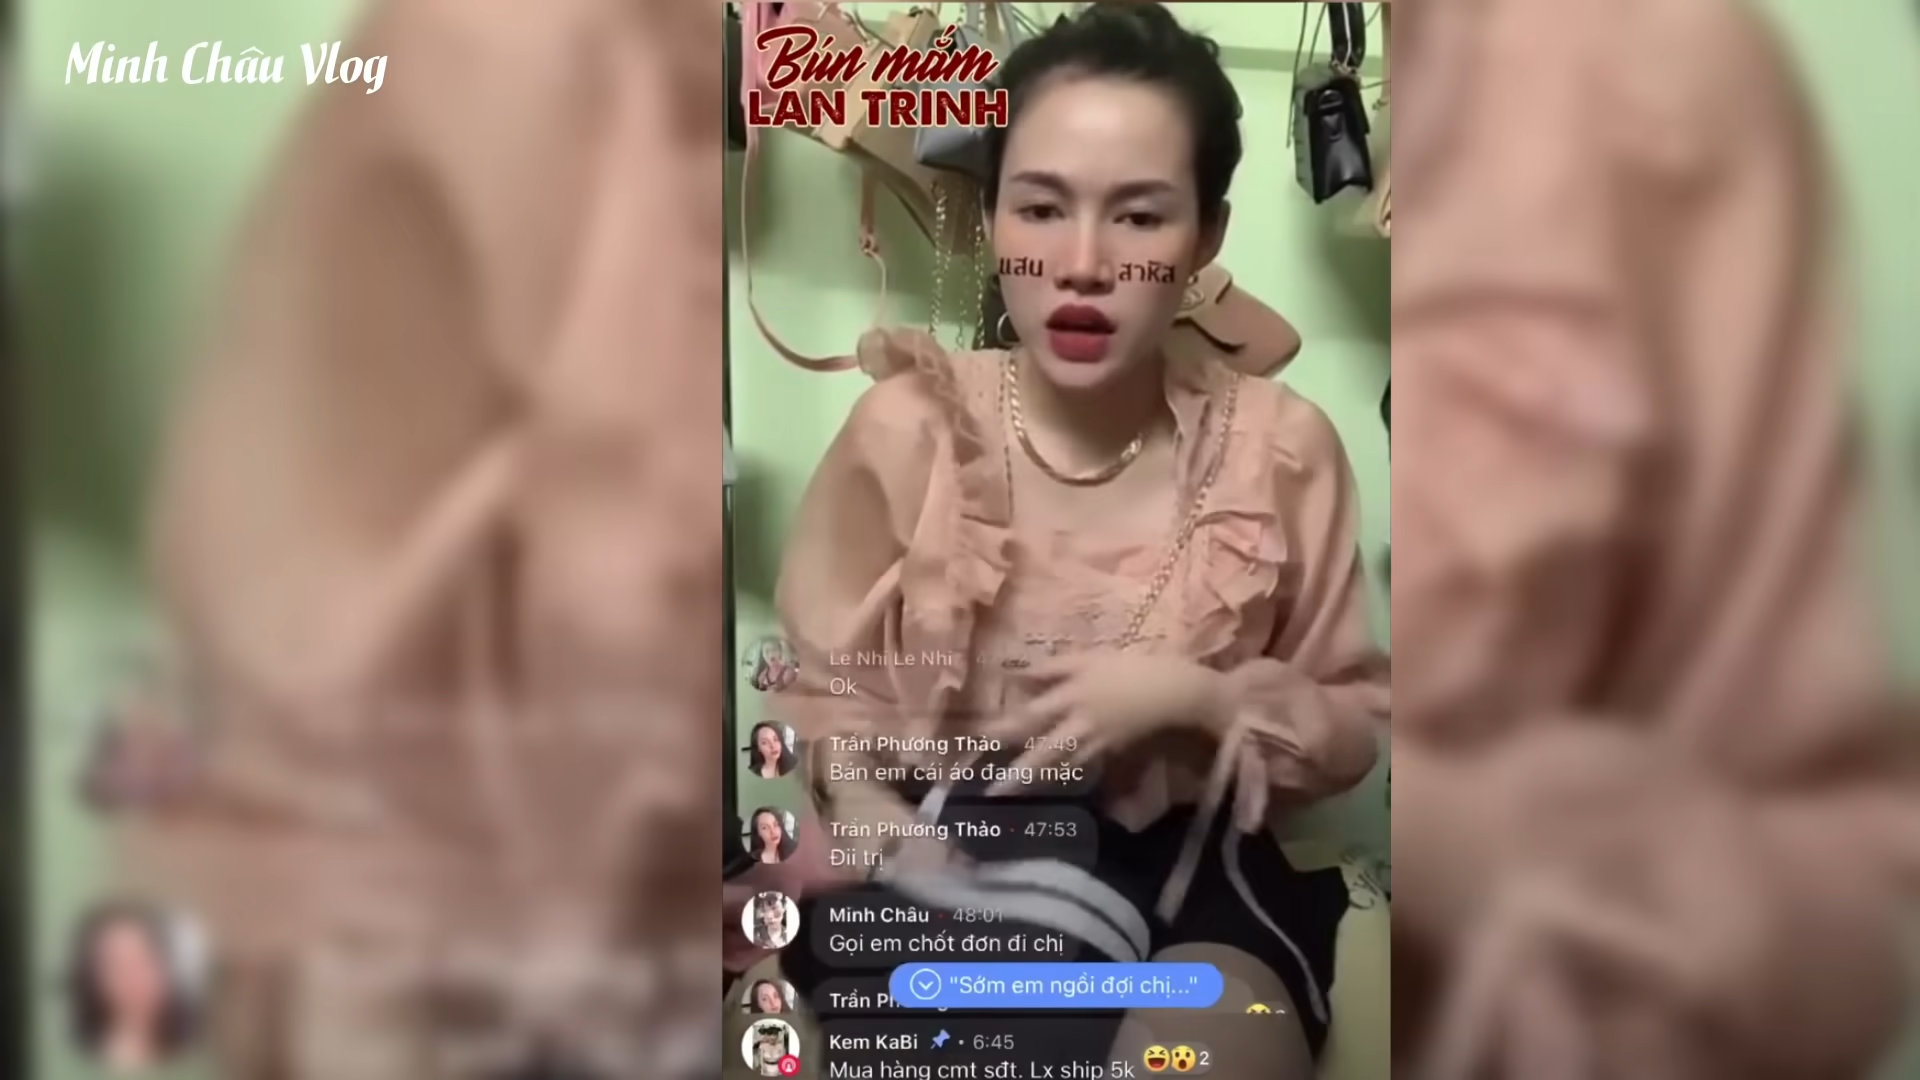 Minh Châu Vlog
Bún mắm
LAN TRINH
แสน
สาหัส
Le Nhi Le Nhi
Ok
Trần Phương Thảo 47:49
Bán em cái áo đang mặc
Trần Phương Thảo · 47:53
Đii trị
Minh Châu · 48:01
Gọi em chốt đơn đi chị
"Sớm em ngồi đợi chị..."
Trần
Kem KaBi · 6:45
Mua hàng cmt sđt. Lx ship 5k
2